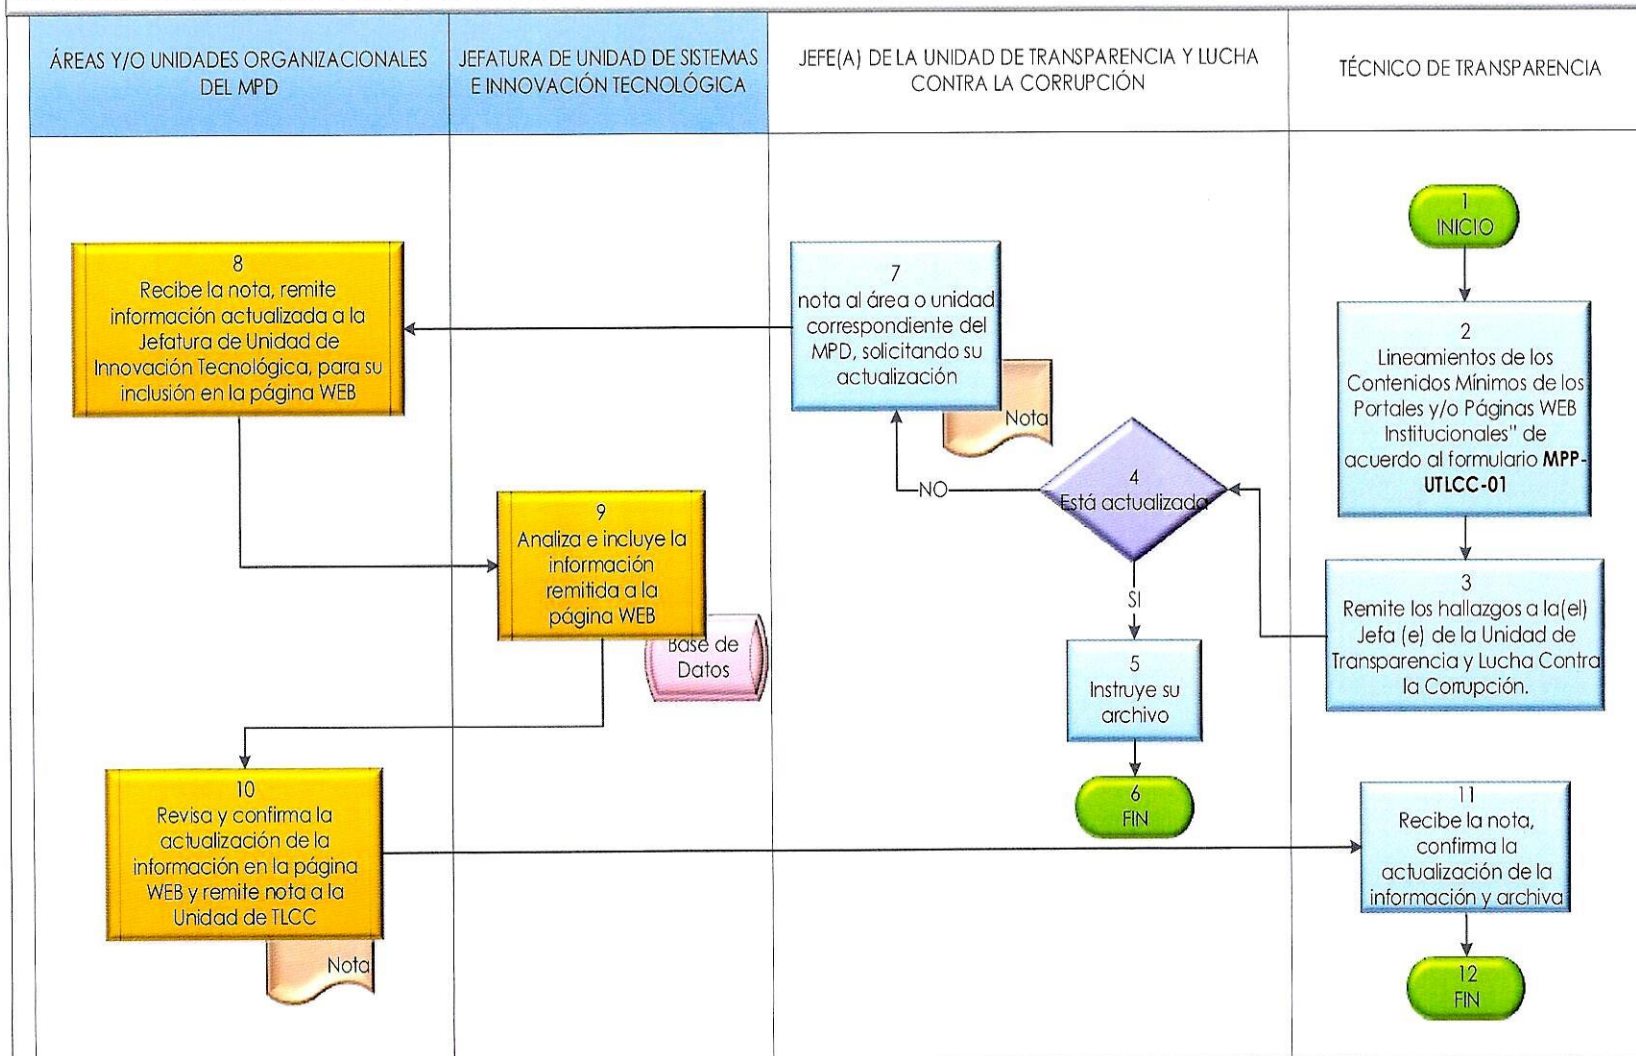 ÁREAS Y/O UNIDADES ORGANIZACIONALES
DEL MPD
JEFATURA DE UNIDAD DE SISTEMAS
E INNOVACIÓN TECNOLÓGICA
JEFE(A) DE LA UNIDAD DE TRANSPARENCIA Y LUCHA
CONTRA LA CORRUPCIÓN
TÉCNICO DE TRANSPARENCIA
1
INICIO
2
Lineamientos de los
Contenidos Mínimos de los
Portales y/o Páginas WEB
Institucionales" de
acuerdo al formulario MPP-
UTLCC-01
3
Remite los hallazgos a la(el)
Jefa (e) de la Unidad de
Transparencia y Lucha Contra
la Corrupción.
4
Está actualizada
NO
SI
5
Instruye su
archivo
6
FIN
7
nota al área o unidad
correspondiente del
MPD, solicitando su
actualización
Nota
8
Recibe la nota, remite
información actualizada a la
Jefatura de Unidad de
Innovación Tecnológica, para su
inclusión en la página WEB
9
Analiza e incluye la
información
remitida a la
página WEB
Base de
Datos
10
Revisa y confirma la
actualización de la
información en la página
WEB y remite nota a la
Unidad de TLCC
Nota
11
Recibe la nota,
confirma la
actualización de la
información y archiva
12
FIN